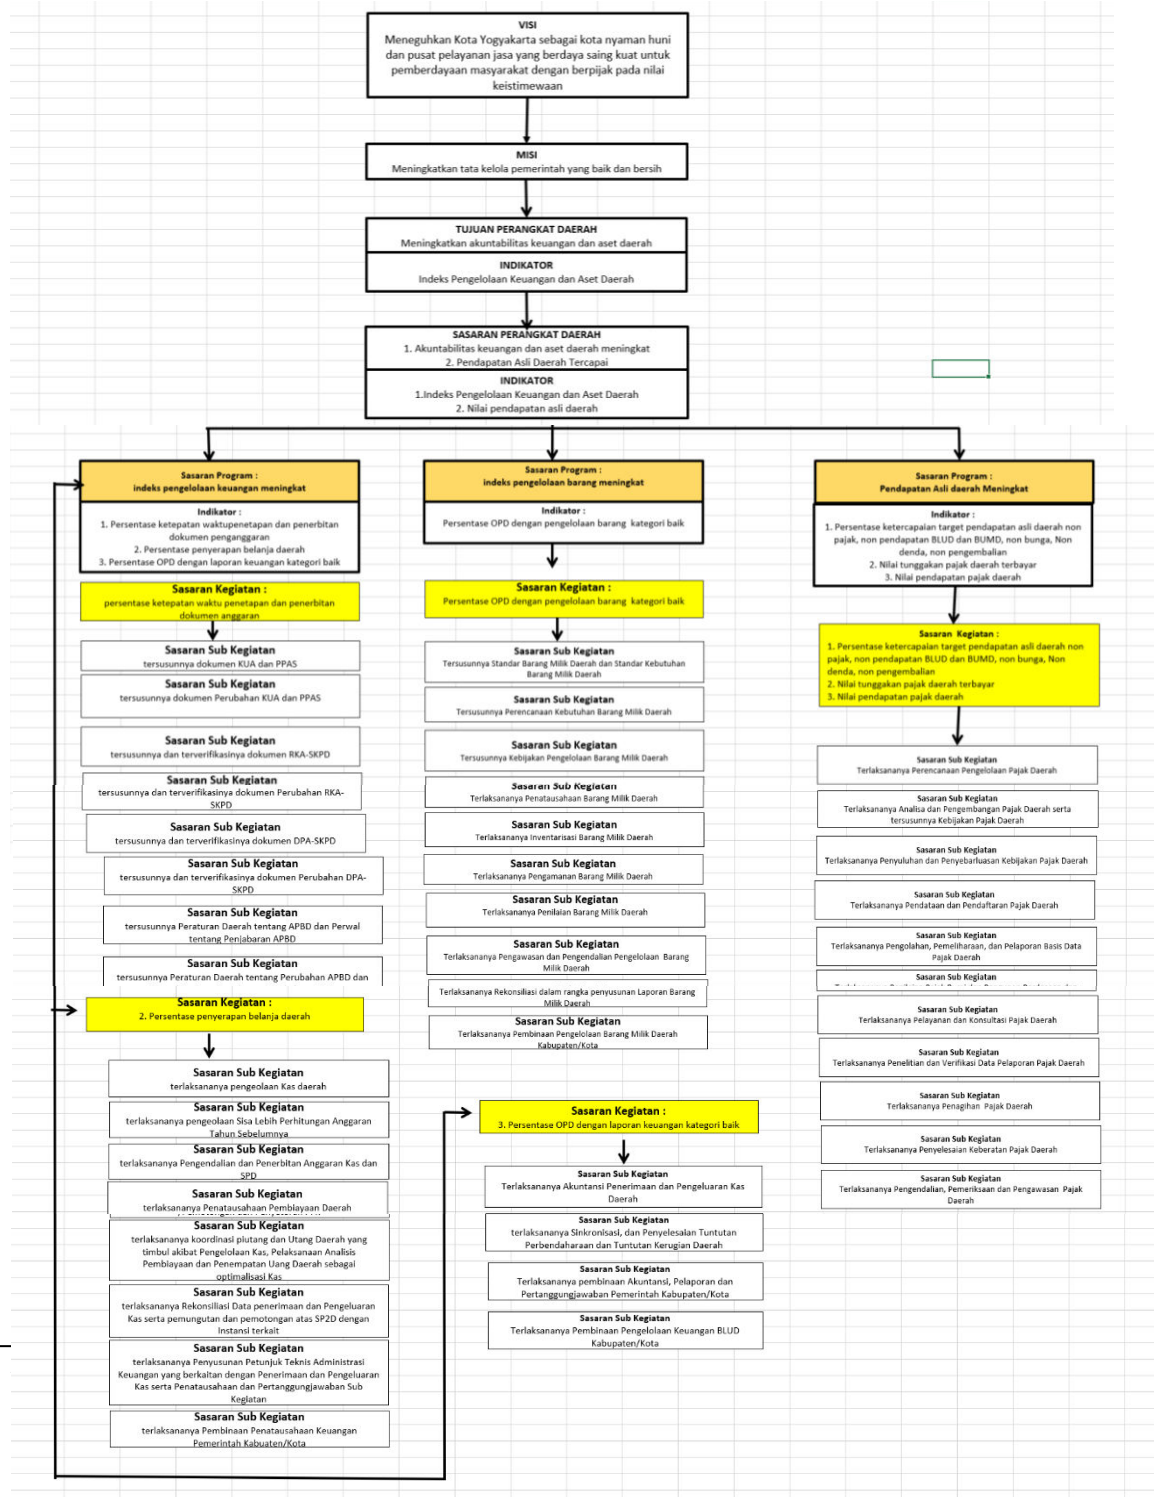 VISI
Meneguhkan Kota Yogyakarta sebagai kota nyaman huni
dan pusat pelayanan jasa yang berdaya saing kuat untuk
pemberdayaan masyarakat dengan berpijak pada nilai
keistimewaan
MISI
Meningkatkan tata kelola pemerintah yang baik dan bersih
TUJUAN PERANGKAT DAERAH
Meningkatkan akuntabilitas keuangan dan aset daerah
INDIKATOR
Indeks Pengelolaan Keuangan dan Aset Daerah
SASARAN PERANGKAT DAERAH
1. Akuntabilitas keuangan dan aset daerah meningkat
2. Pendapatan Asli Daerah Tercapai
INDIKATOR
1.Indeks Pengelolaan Keuangan dan Aset Daerah
2. Nilai pendapatan asli daerah
Sasaran Program :
indeks pengelolaan keuangan meningkat
Indikator :
1. Persentase ketepatan waktupenetapan dan penerbitan
dokumen penganggaran
2. Persentase penyerapan belanja daerah
3. Persentase OPD dengan laporan keuangan kategori baik
Sasaran Kegiatan :
persentase ketepatan waktu penetapan dan penerbitan
dokumen anggaran
Sasaran Sub Kegiatan
tersusunnya dokumen KUA dan PPAS
Sasaran Sub Kegiatan
tersusunnya dokumen Perubahan KUA dan PPAS
Sasaran Sub Kegiatan
tersusunnya dan terverifikasinya dokumen RKA-SKPD
Sasaran Sub Kegiatan
tersusunnya dan terverifikasinya dokumen Perubahan RKA-
SKPD
Sasaran Sub Kegiatan
tersusunnya dan terverifikasinya dokumen DPA-SKPD
Sasaran Sub Kegiatan
tersusunnya dan terverifikasinya dokumen Perubahan DPA-
SKPD
Sasaran Sub Kegiatan
tersusunnya Peraturan Daerah tentang APBD dan Perwal
tentang Penjabaran APBD
Sasaran Sub Kegiatan
tersusunnya Peraturan Daerah tentang Perubahan APBD dan
Sasaran Kegiatan :
2. Persentase penyerapan belanja daerah
Sasaran Sub Kegiatan
terlaksananya pengeolaan Kas daerah
Sasaran Sub Kegiatan
terlaksananya pengeolaan Sisa Lebih Perhitungan Anggaran
Tahun Sebelumnya
Sasaran Sub Kegiatan
terlaksananya Pengendalian dan Penerbitan Anggaran Kas dan
SPD
Sasaran Sub Kegiatan
terlaksananya Penatausahaan Pembiayaan Daerah
Sasaran Sub Kegiatan
terlaksananya koordinasi piutang dan Utang Daerah yang
timbul akibat Pengelolaan Kas, Pelaksanaan Analisis
Pembiayaan dan Penempatan Uang Daerah sebagai
optimalisasi Kas
Sasaran Sub Kegiatan
terlaksananya Rekonsiliasi Data penerimaan dan Pengeluaran
Kas serta pemungutan dan pemotongan atas SP2D dengan
Instansi terkait
Sasaran Sub Kegiatan
terlaksananya Penyusunan Petunjuk Teknis Administrasi
Keuangan yang berkaitan dengan Penerimaan dan Pengeluaran
Kas serta Penatausahaan dan Pertanggungjawaban Sub
Kegiatan
Sasaran Sub Kegiatan
terlaksananya Pembinaan Penatausahaan Keuangan
Pemerintah Kabuaten/Kota
Sasaran Program :
indeks pengelolaan barang meningkat
Indikator :
Persentase OPD dengan pengelolaan barang kategori baik
Sasaran Kegiatan :
Persentase OPD dengan pengelolaan barang kategori baik
Sasaran Sub Kegiatan
Tersusunnya Standar Barang Milik Daerah dan Standar Kebutuhan
Barang Milik Daerah
Sasaran Sub Kegiatan
Tersusunnya Perencanaan Kebutuhan Barang Milik Daerah
Sasaran Sub Kegiatan
Tersusunya Kebijakan Pengelolaan Barang Milik Daerah
Sasaran Sub Kegiatan
Terlaksananya Penatausahaan Barang Milik Daerah
Sasaran Sub Kegiatan
Terlaksananya Inventarisasi Barang Milik Daerah
Sasaran Sub Kegiatan
Terlaksananya Pengamanan Barang Milik Daerah
Sasaran Sub Kegiatan
Terlaksananya Penilaian Barang Milik Daerah
Sasaran Sub Kegiatan
Terlaksananya Pengawasan dan Pengendalian Pengelolaan Barang
Milik Daerah
Terlaksananya Rekonsiliasi dalam rangka penyusunan Laporan Barang
Milik Daerah
Sasaran Sub Kegiatan
Terlaksananya Pembinaan Pengelolaan Barang Milik Daerah
Kabupaten/Kota
Sasaran Kegiatan :
3. Persentase OPD dengan laporan keuangan kategori baik
Sasaran Sub Kegiatan
Terlaksananya Akuntansi Penerimaan dan Pengeluaran Kas
Daerah
Sasaran Sub Kegiatan
terlaksananya Sinkronisasi, dan Penyelesaian Tuntutan
Perbendaharaan dan Tuntutan Kerugian Daerah
Sasaran Sub Kegiatan
Terlaksananya pembinaan Akuntansi, Pelaporan dan
Pertanggungjawaban Pemerintah Kabupaten/Kota
Sasaran Sub Kegiatan
Terlaksananya Pembinaan Pengelolaan Keuangan BLUD
Kabupaten/Kota
Sasaran Program :
Pendapatan Asli daerah Meningkat
Indikator :
1. Persentase ketercapaian target pendapatan asli daerah non
pajak, non pendapatan BLUD dan BUMD, non bunga, Non
denda, non pengembalian
2. Nilai tunggakan pajak daerah terbayar
3. Nilai pendapatan pajak daerah
Sasaran Kegiatan :
1. Persentase ketercapaian target pendapatan asli daerah non
pajak, non pendapatan BLUD dan BUMD, non bunga, Non
denda, non pengembalian
2. Nilai tunggakan pajak daerah terbayar
3. Nilai pendapatan pajak daerah
Sasaran Sub Kegiatan
Terlaksananya Perencanaan Pengelolaan Pajak Daerah
Sasaran Sub Kegiatan
Terlaksananya Analisa dan Pengembangan Pajak Daerah serta
tersusunnya Kebijakan Pajak Daerah
Sasaran Sub Kegiatan
Terlaksananya Penyuluhan dan Penyebarluasan Kebijakan Pajak Daerah
Sasaran Sub Kegiatan
Terlaksananya Pendataan dan Pendaftaran Pajak Daerah
Sasaran Sub Kegiatan
Terlaksananya Pengolahan, Pemeliharaan, dan Pelaporan Basis Data
Pajak Daerah
Sasaran Sub Kegiatan
Sasaran Sub Kegiatan
Terlaksananya Pelayanan dan Konsultasi Pajak Daerah
Sasaran Sub Kegiatan
Terlaksananya Penelitian dan Verifikasi Data Pelaporan Pajak Daerah
Sasaran Sub Kegiatan
Terlaksananya Penagihan Pajak Daerah
Sasaran Sub Kegiatan
Terlaksananya Penyelesaian Keberatan Pajak Daerah
Sasaran Sub Kegiatan
Terlaksananya Pengendalian, Pemeriksaan dan Pengawasan Pajak
Daerah